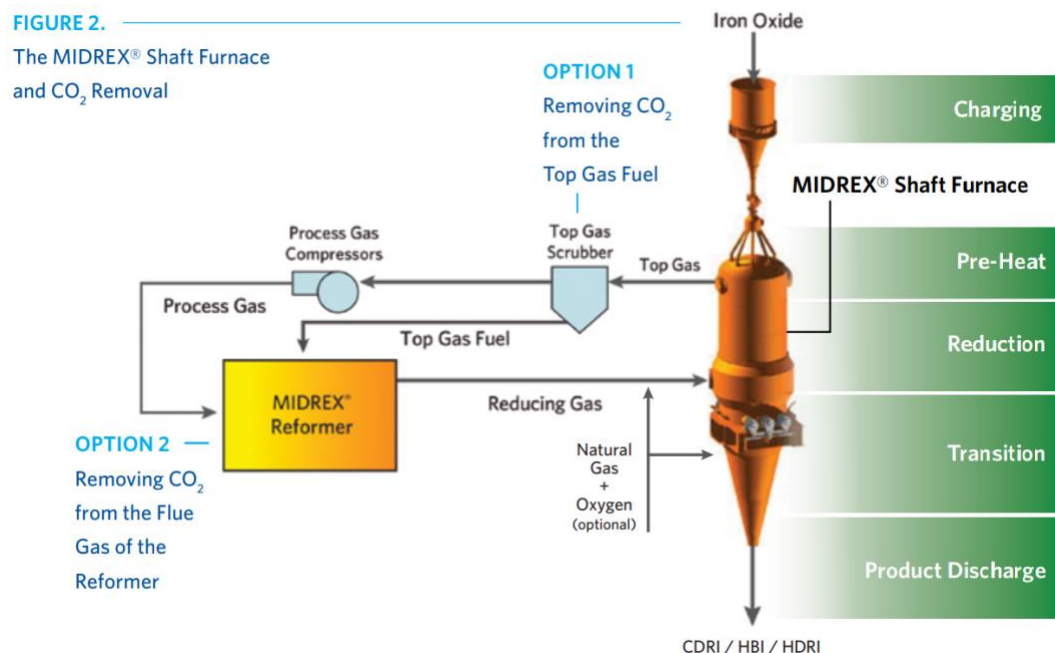 FIGURE 2.
The MIDREX® Shaft Furnace
and CO₂ Removal
OPTION 1
Removing CO₂
from the
Top Gas Fuel
Iron Oxide
Charging
MIDREX® Shaft Furnace
Process Gas
Compressors
Top Gas
Scrubber
Top Gas
Pre-Heat
Process Gas
Top Gas Fuel
Reduction
MIDREX®
Reformer
Reducing Gas
OPTION 2
Removing CO₂
from the Flue
Gas of the
Reformer
Natural
Gas
+
Oxygen
(optional)
Transition
Product Discharge
CDRI / HBI / HDRI